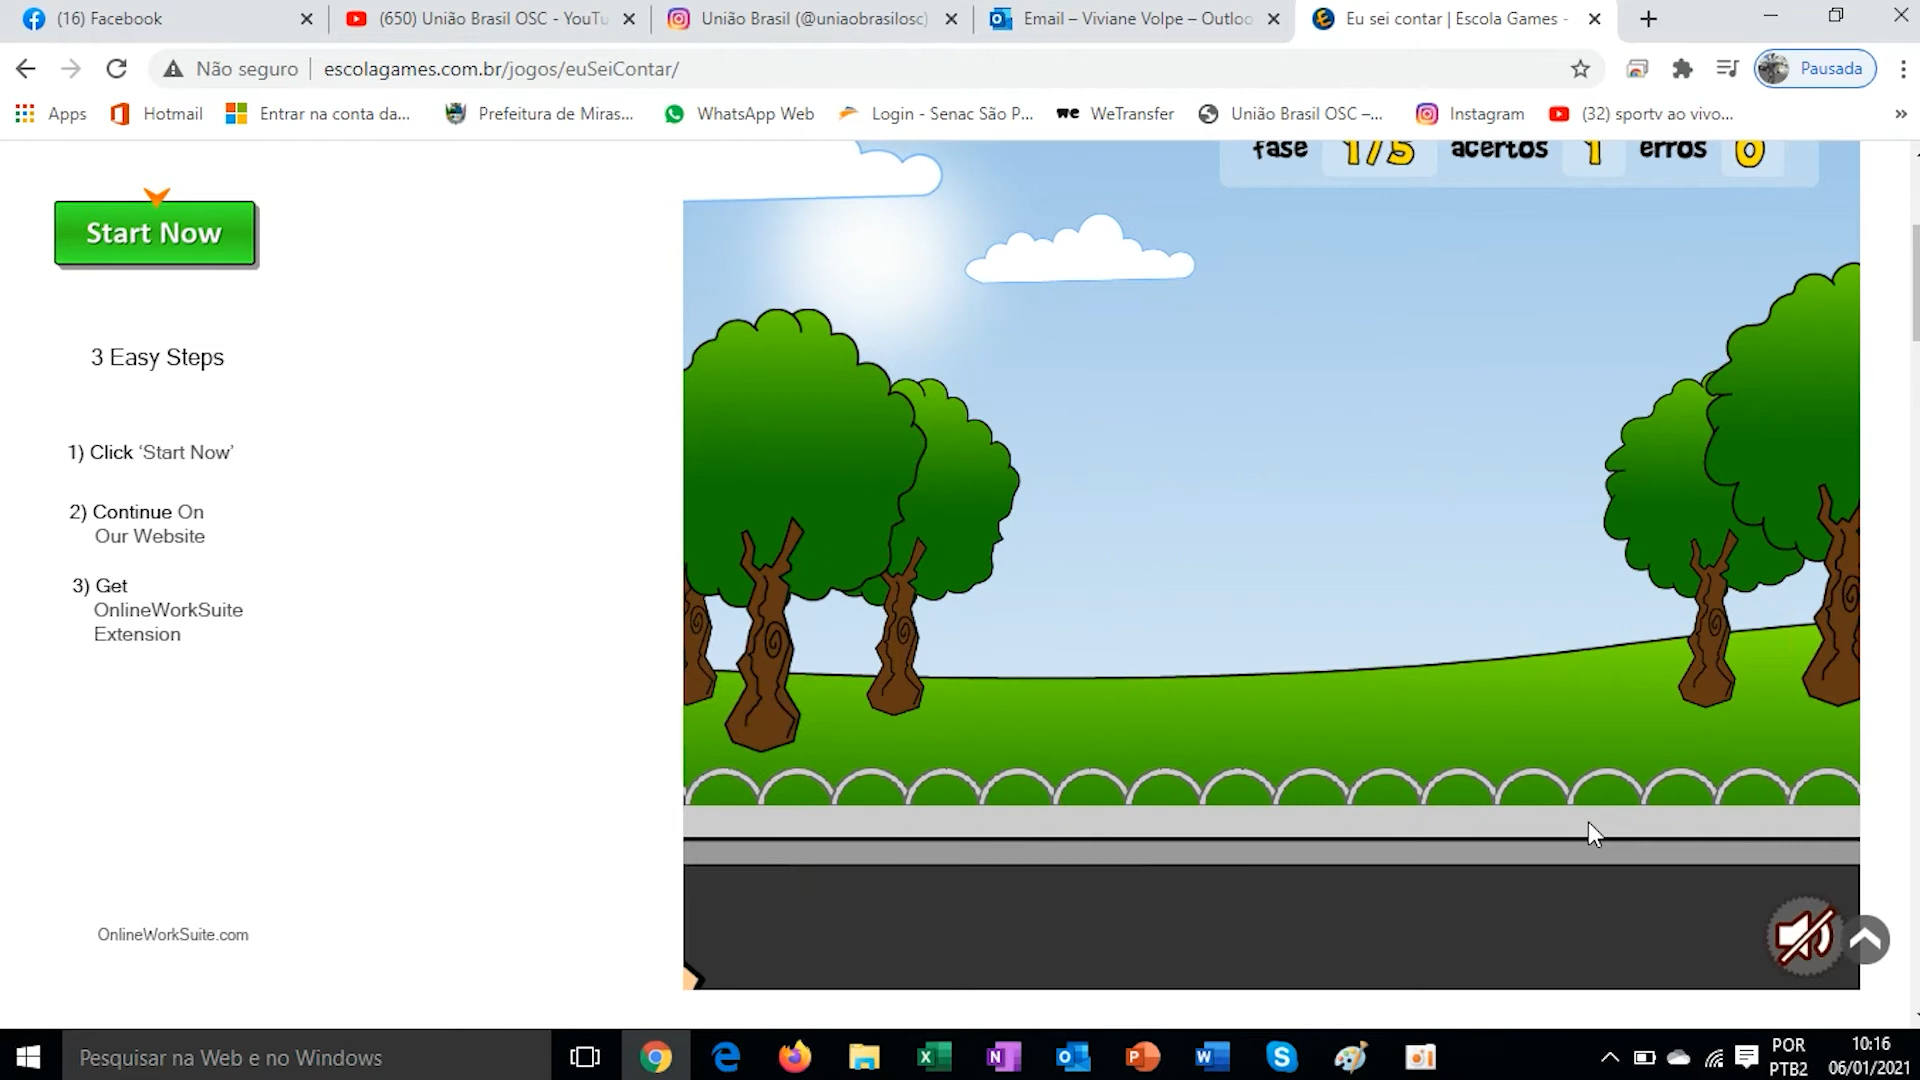 (16) Facebook
(650) União Brasil OSC - YouTu
União Brasil (@uniaobrasilosc)
Email – Viviane Volpe – Outloo
Eu sei contar | Escola Games -
Não seguro
escolagames.com.br/jogos/euSeiContar/
Pausada
Apps
Hotmail
Entrar na conta da...
Prefeitura de Miras...
WhatsApp Web
Login - Senac São P...
we WeTransfer
União Brasil OSC –...
Instagram
(32) sportv ao vivo...
fase 1/5 acertos 1 erros 0
Start Now
3 Easy Steps
1) Click ‘Start Now’
2) Continue On
Our Website
3) Get
OnlineWorkSuite
Extension
OnlineWorkSuite.com
Pesquisar na Web e no Windows
POR
PTB2
10:16
06/01/2021